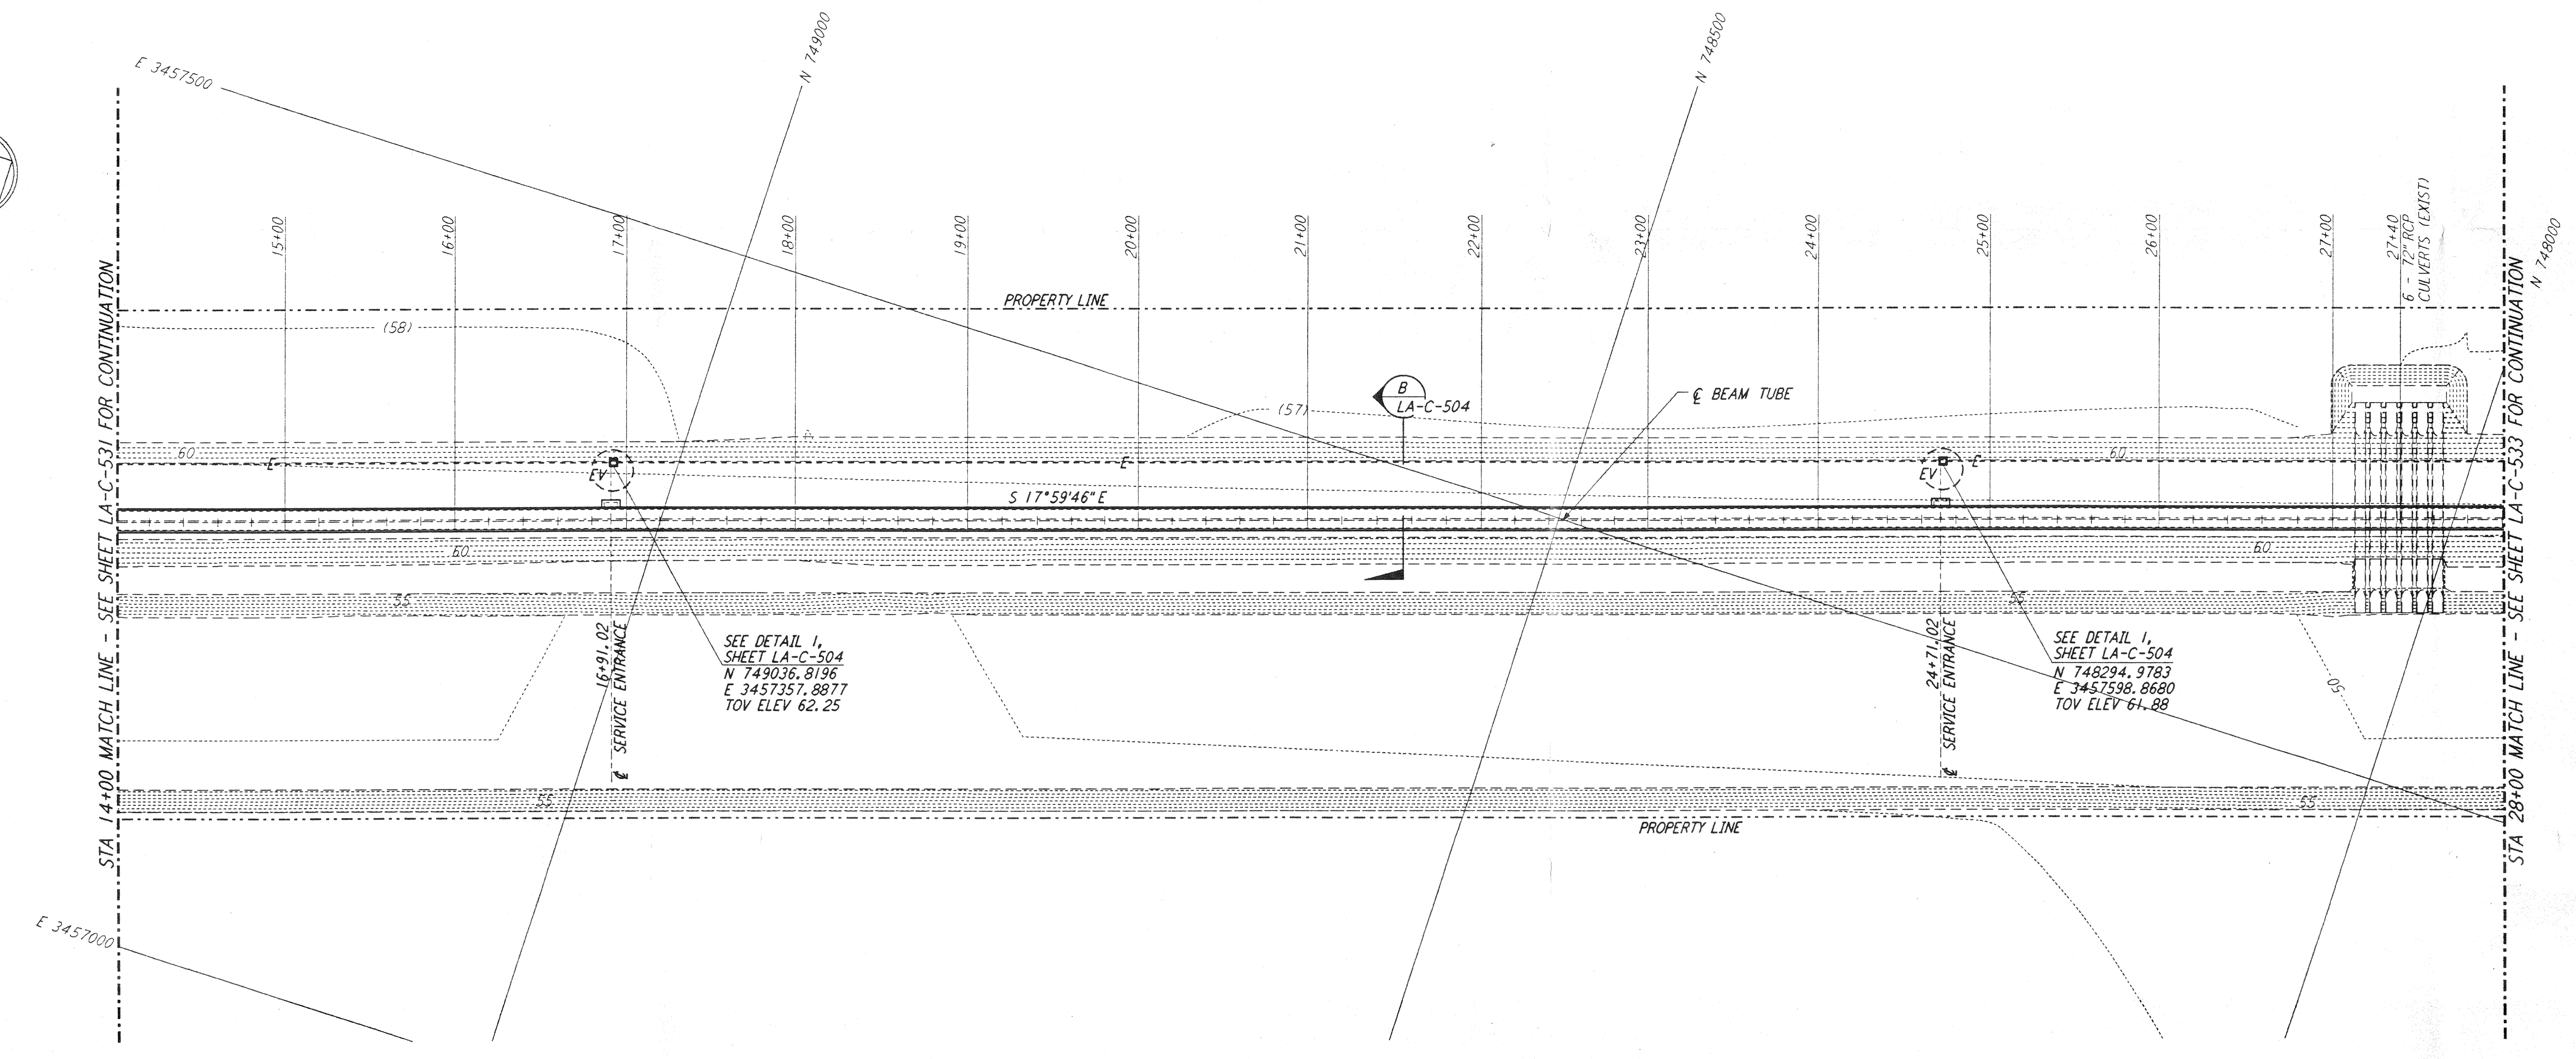 E 3457500
N 749000
N 748500
15+00
16+00
17+00
18+00
19+00
20+00
21+00
22+00
23+00
24+00
25+00
26+00
27+00
27+40
6 - 72" RCP
CULVERTS (EXIST)
N 748000
PROPERTY LINE
(58)
(57)
B
LA-C-504
℄ BEAM TUBE
60
E
EV
E
EV
E
60
S 17°59'46" E
60
60
55
55
STA 14+00 MATCH LINE - SEE SHEET LA-C-531 FOR CONTINUATION
16+91.02
℄ SERVICE ENTRANCE
SEE DETAIL 1,
SHEET LA-C-504
N 749036.8196
E 3457357.8877
TOV ELEV 62.25
24+71.02
℄ SERVICE ENTRANCE
SEE DETAIL 1,
SHEET LA-C-504
N 748294.9783
E 3457598.8680
TOV ELEV 61.88
50
STA 28+00 MATCH LINE - SEE SHEET LA-C-533 FOR CONTINUATION
55
55
PROPERTY LINE
E 3457000